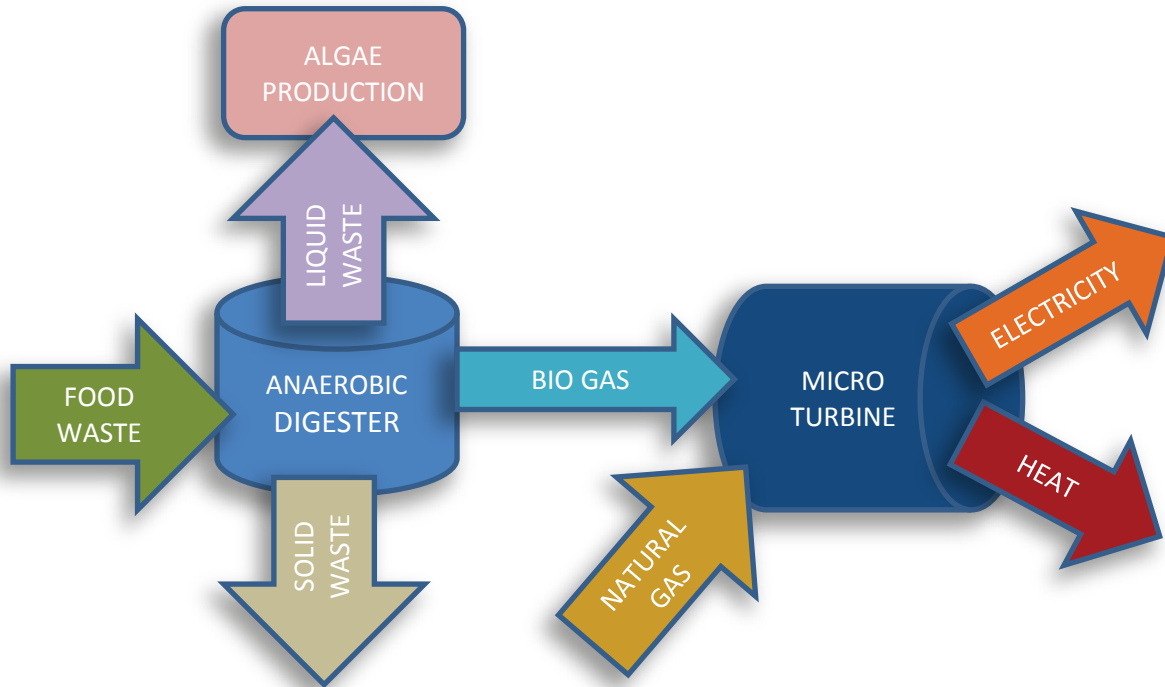 ALGAE
PRODUCTION
LIQUID
WASTE
FOOD
WASTE
ANAEROBIC
DIGESTER
BIO GAS
MICRO
TURBINE
ELECTRICITY
HEAT
SOLID
WASTE
NATURAL
GAS